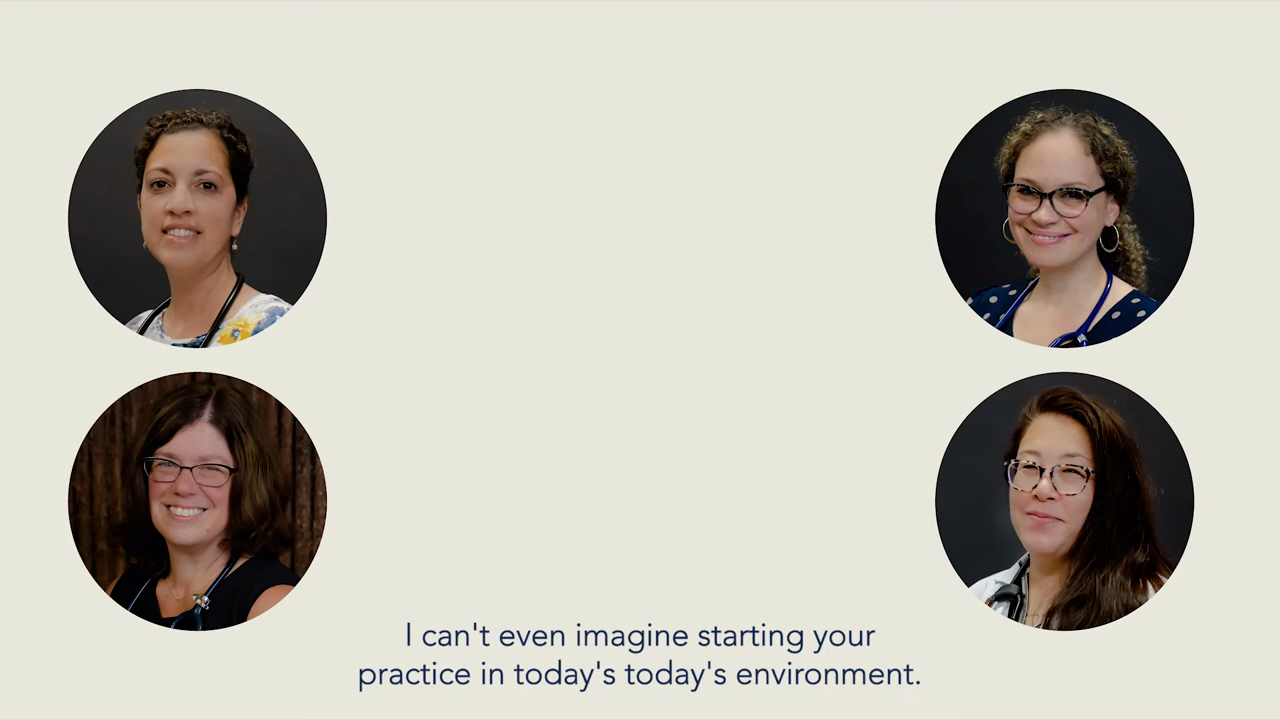 I can't even imagine starting your
practice in today's today's environment.